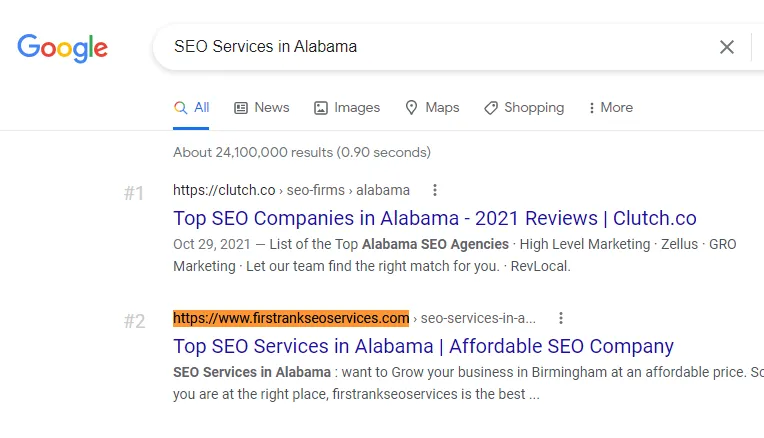 Google
SEO Services in Alabama
All News Images Maps Shopping More
About 24,100,000 results (0.90 seconds)
#1 https://clutch.co › seo-firms › alabama
Top SEO Companies in Alabama - 2021 Reviews | Clutch.co
Oct 29, 2021 — List of the Top Alabama SEO Agencies · High Level Marketing · Zellus · GRO
Marketing · Let our team find the right match for you. · RevLocal.
#2 https://www.firstrankseoservices.com › seo-services-in-a...
Top SEO Services in Alabama | Affordable SEO Company
SEO Services in Alabama : want to Grow your business in Birmingham at an affordable price. So
you are at the right place, firstrankseoservices is the best ...